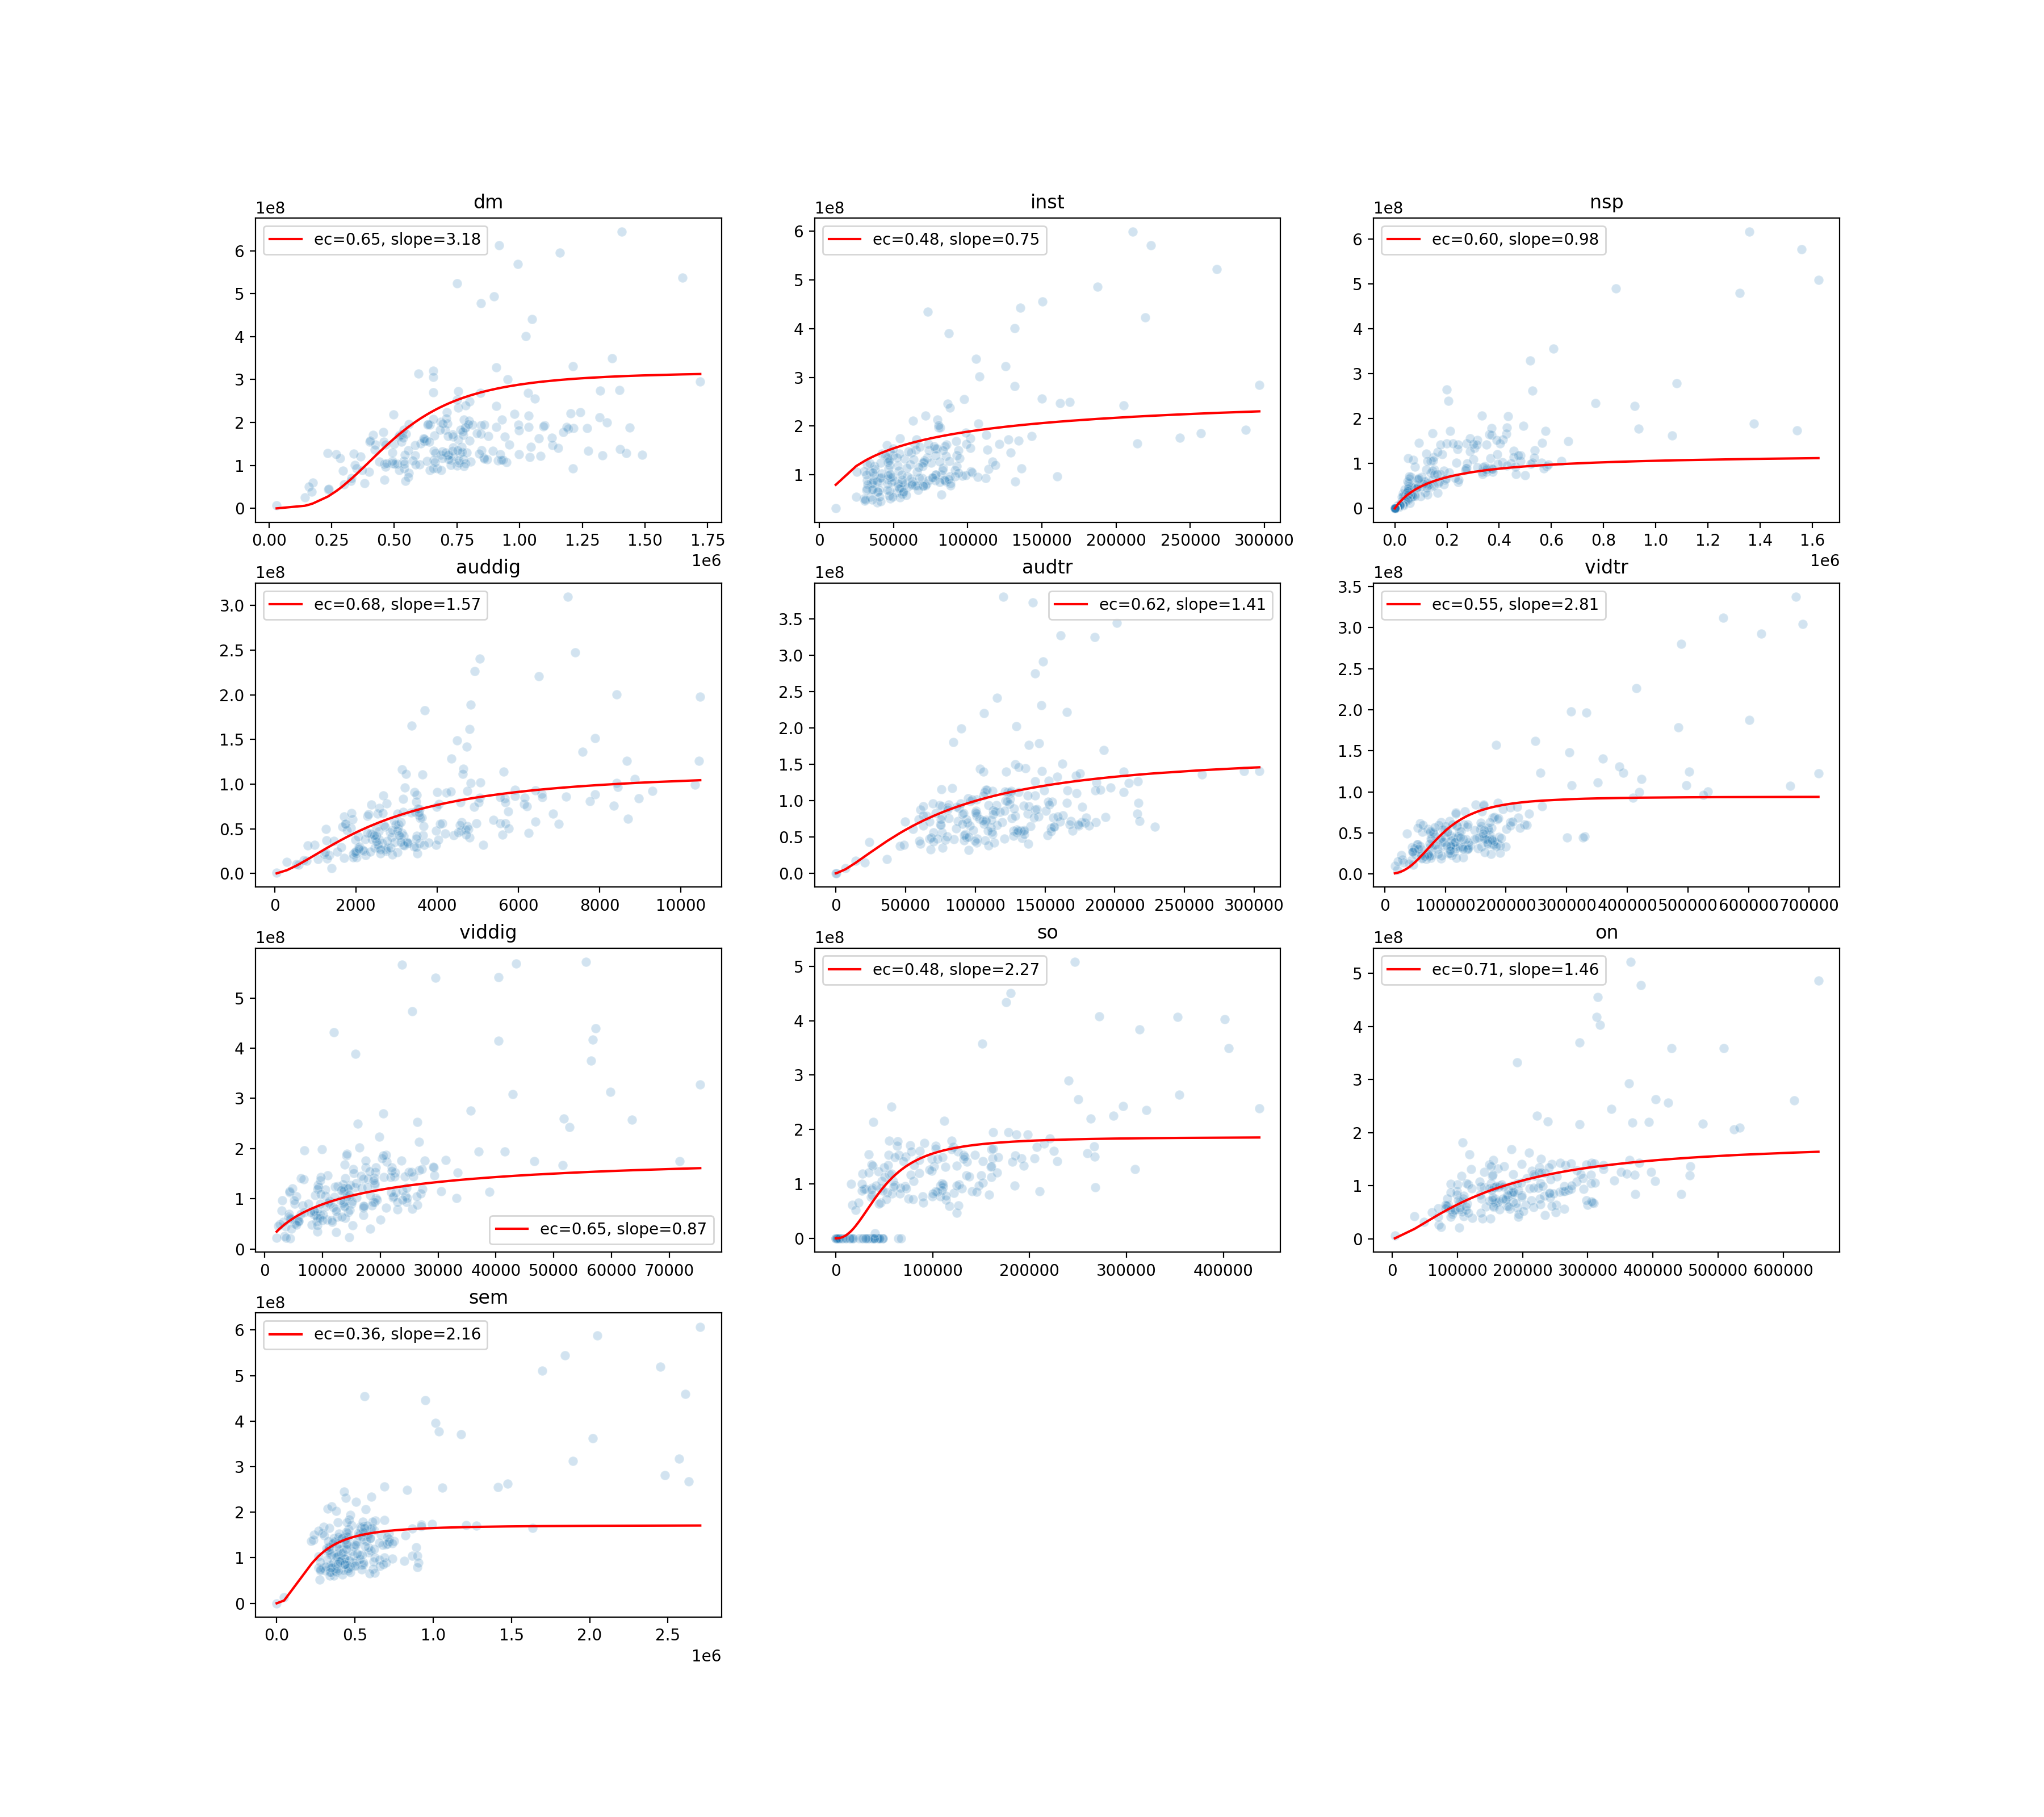 dm
1e8
ec=0.65, slope=3.18
6
5
4
3
2
1
0
0.00 0.25 0.50 0.75 1.00 1.25 1.50 1.75
1e6
inst
1e8
ec=0.48, slope=0.75
6
5
4
3
2
1
0 50000 100000 150000 200000 250000 300000
nsp
1e8
ec=0.60, slope=0.98
6
5
4
3
2
1
0
0.0 0.2 0.4 0.6 0.8 1.0 1.2 1.4 1.6
1e6
auddig
1e8
ec=0.68, slope=1.57
3.0
2.5
2.0
1.5
1.0
0.5
0.0
0 2000 4000 6000 8000 10000
audtr
1e8
ec=0.62, slope=1.41
3.5
3.0
2.5
2.0
1.5
1.0
0.5
0.0
0 50000 100000 150000 200000 250000 300000
vidtr
1e8
ec=0.55, slope=2.81
3.5
3.0
2.5
2.0
1.5
1.0
0.5
0.0
0 100000 200000 300000 400000 500000 600000 700000
viddig
1e8
5
4
3
2
1
0
ec=0.65, slope=0.87
0 10000 20000 30000 40000 50000 60000 70000
so
1e8
ec=0.48, slope=2.27
5
4
3
2
1
0
0 100000 200000 300000 400000
on
1e8
ec=0.71, slope=1.46
5
4
3
2
1
0
0 100000 200000 300000 400000 500000 600000
sem
1e8
ec=0.36, slope=2.16
6
5
4
3
2
1
0
0.0 0.5 1.0 1.5 2.0 2.5
1e6